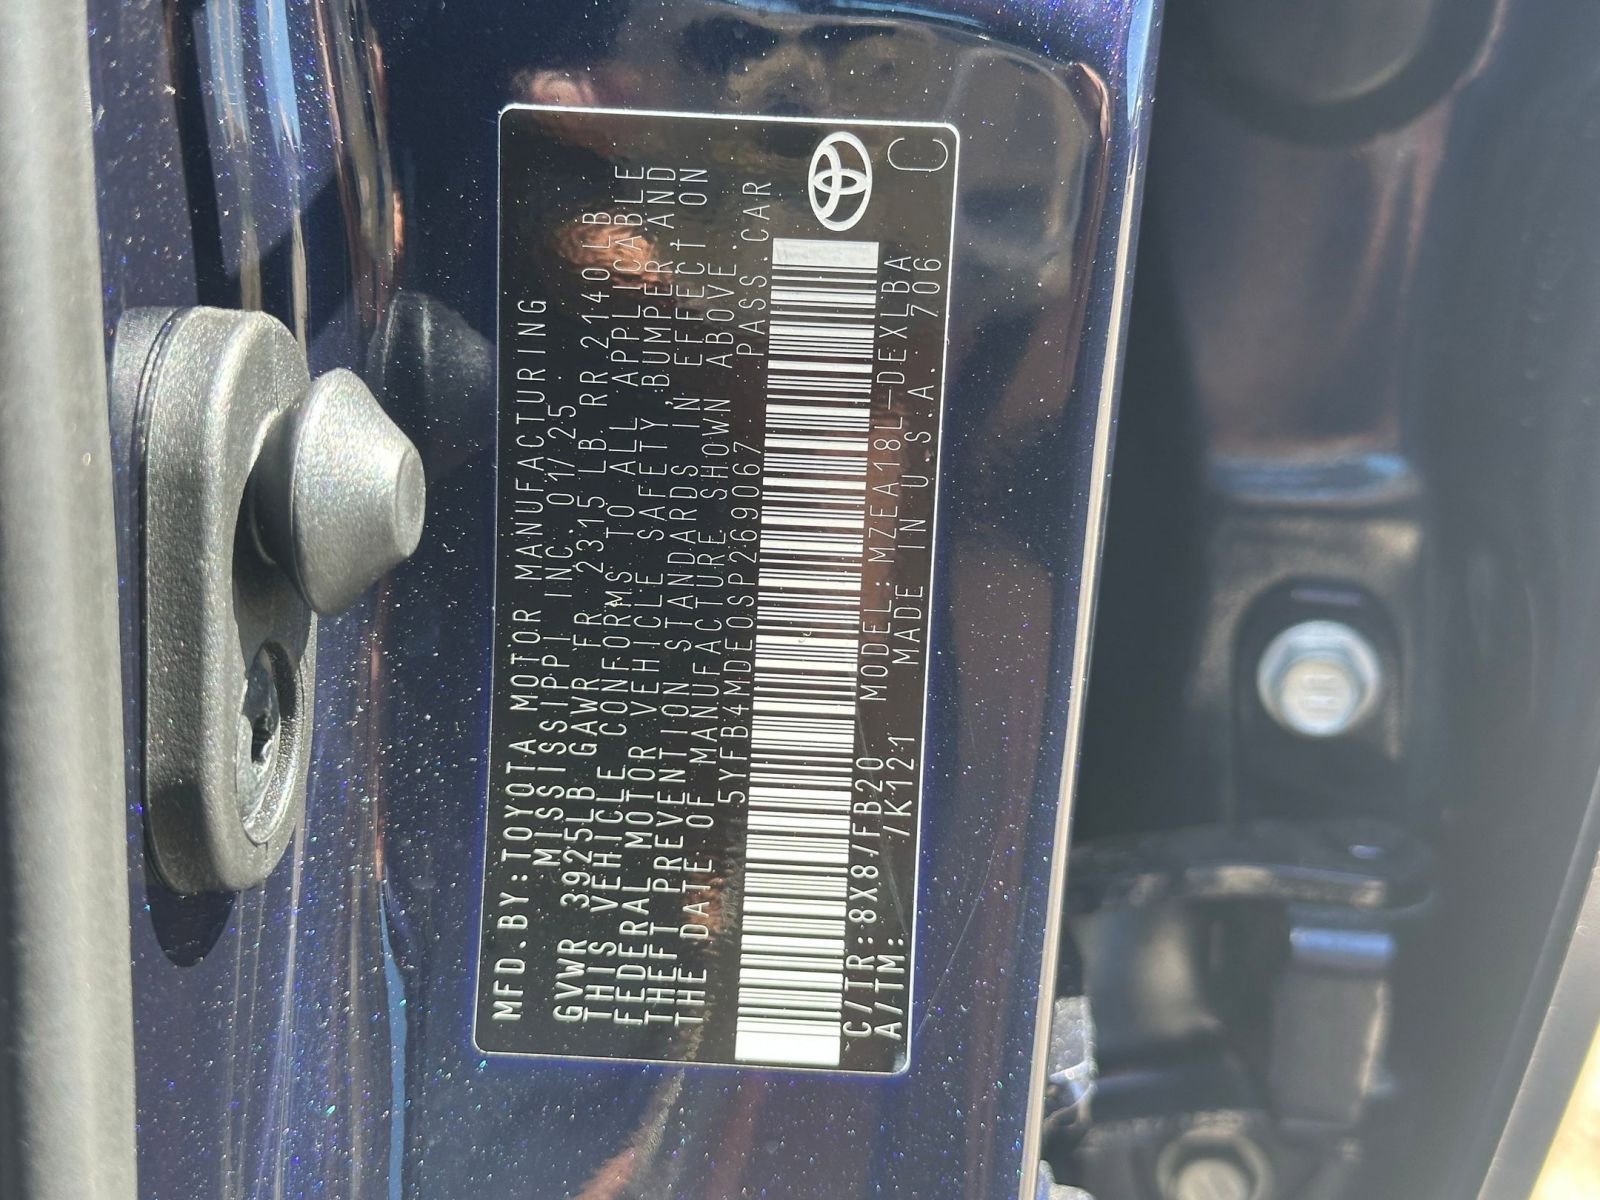 MFD.BY:TOYOTA MOTOR MANUFACTURING
MISSISSIPPI INC 01/25
GVWR 3925LB GAWR FR 2315 LB RR 2140 LB
THIS VEHICLE CONFORMS TO ALL APPLICABLE
FEDERAL MOTOR VEHICLE SAFETY, BUMPER AND
THEFT PREVENTION STANDARDS IN EFFECT ON
THE DATE OF MANUFACTURE SHOWN ABOVE.
5YFB4MDE0SP269067 PASS.CAR
C/TR:8X8/FB20 MODEL:MZEA18L-DEXLBA
A/TM: /K121 MADE IN U.S.A. 706
C